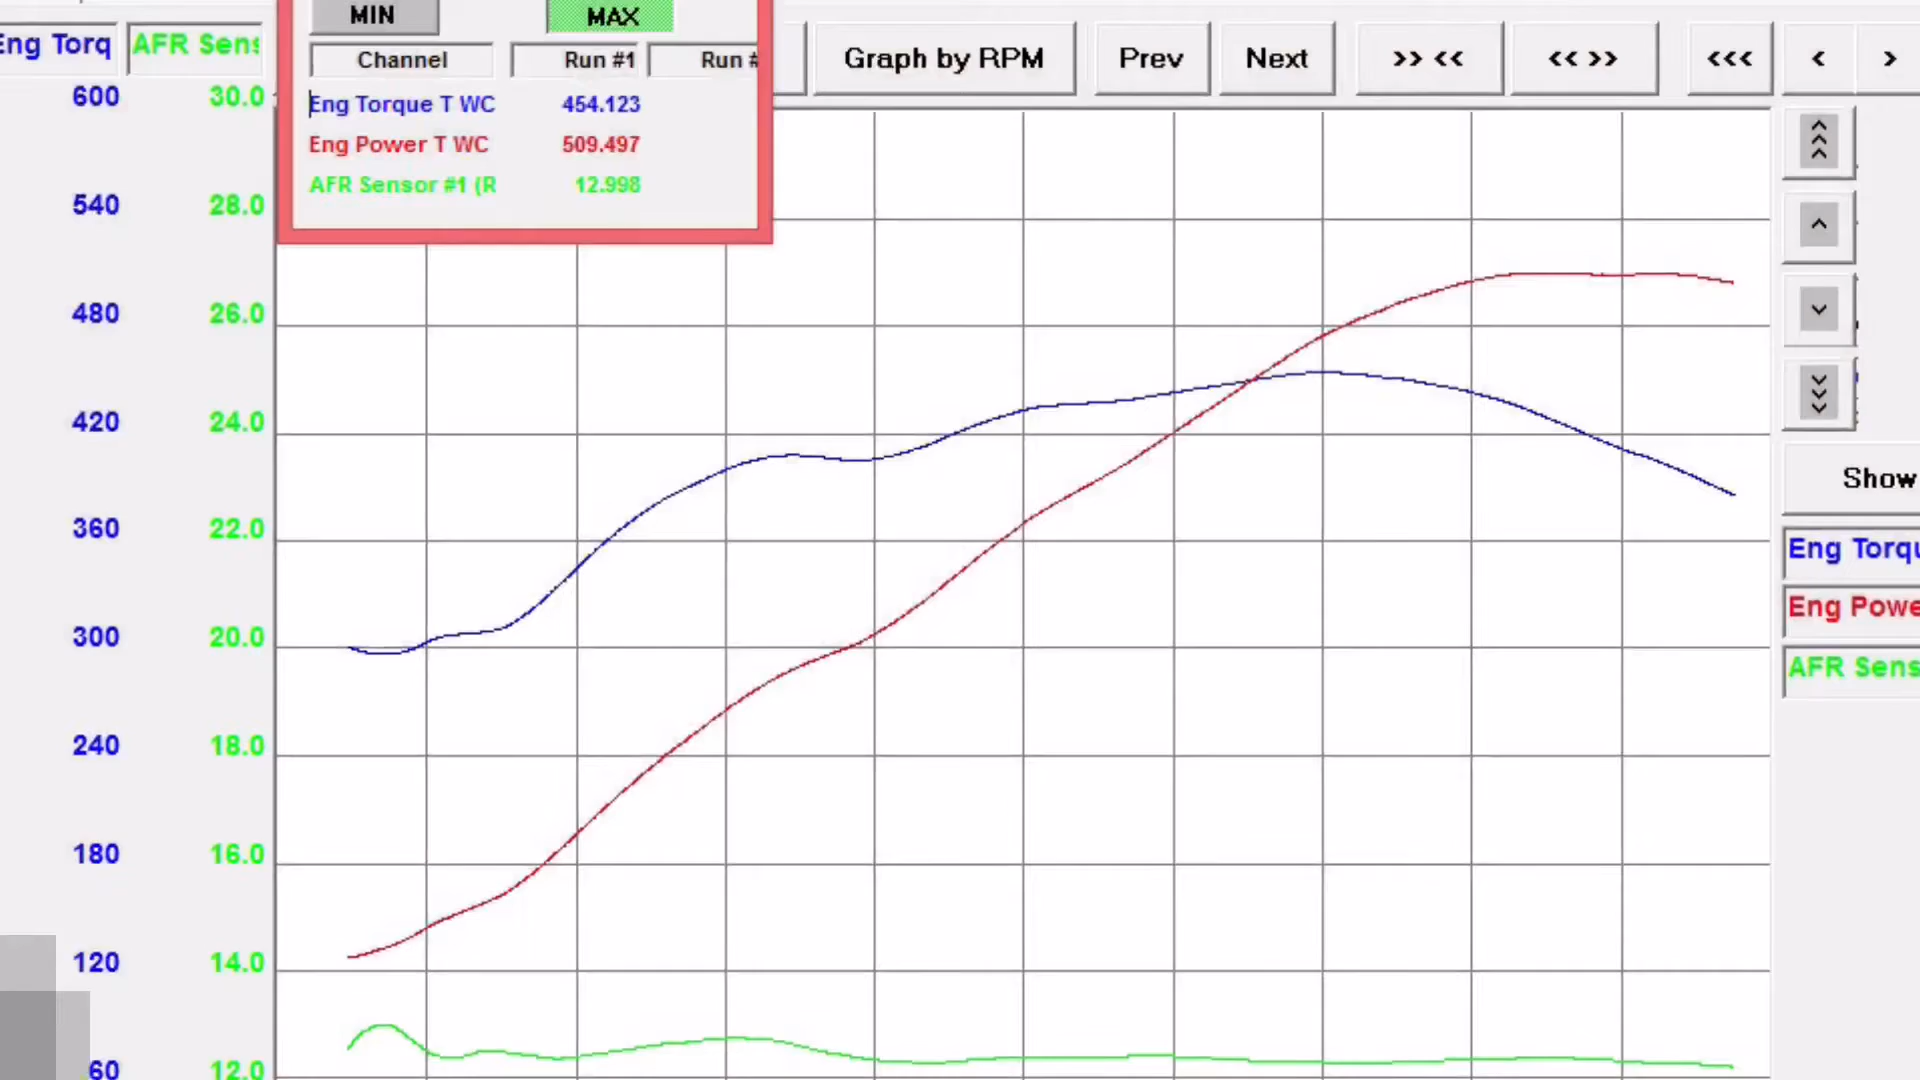 MIN MAX
Eng Torq AFR Sens Channel Run #1 Run # Graph by RPM Prev Next >> << << >> <<< < >
600 30.0
Eng Torque T WC 454.123
Eng Power T WC 509.497
AFR Sensor #1 (R 12.998
540 28.0
480 26.0
420 24.0
Show
360 22.0
Eng Torqu
Eng Powe
300 20.0
AFR Sens
240 18.0
180 16.0
120 14.0
60 12.0